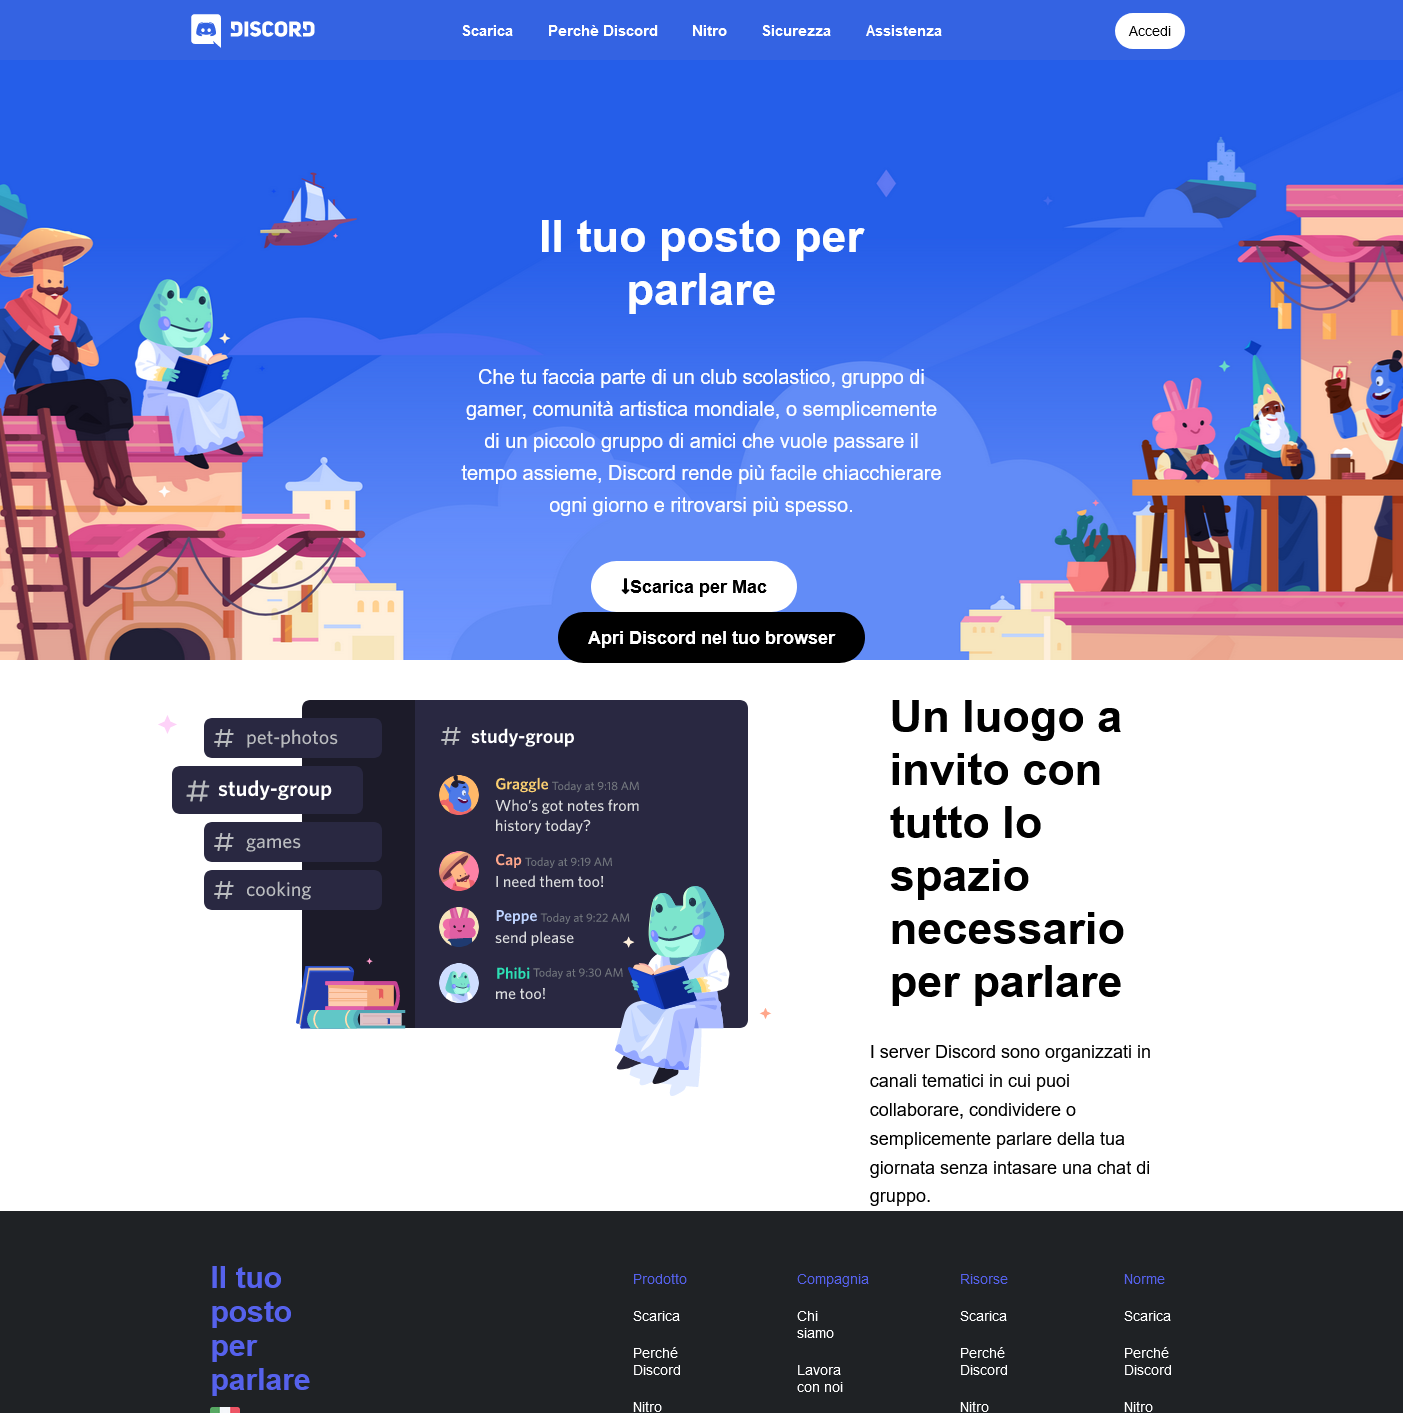 DISCORD
Scarica Perchè Discord Nitro Sicurezza Assistenza
Accedi
Il tuo posto per
parlare
Che tu faccia parte di un club scolastico, gruppo di
gamer, comunità artistica mondiale, o semplicemente
di un piccolo gruppo di amici che vuole passare il
tempo assieme, Discord rende più facile chiacchierare
ogni giorno e ritrovarsi più spesso.
Scarica per Mac
Apri Discord nel tuo browser
# pet-photos
# study-group
# games
# cooking
# study-group
Graggle Today at 9:18 AM
Who's got notes from
history today?
Cap Today at 9:19 AM
I need them too!
Peppe Today at 9:22 AM
send please
Phibi Today at 9:30 AM
me too!
Un luogo a
invito con
tutto lo
spazio
necessario
per parlare
I server Discord sono organizzati in
canali tematici in cui puoi
collaborare, condividere o
semplicemente parlare della tua
giornata senza intasare una chat di
gruppo.
Il tuo
posto
per
parlare
Prodotto
Scarica
Perché
Discord
Nitro
Compagnia
Chi
siamo
Lavora
con noi
Risorse
Scarica
Perché
Discord
Nitro
Norme
Scarica
Perché
Discord
Nitro